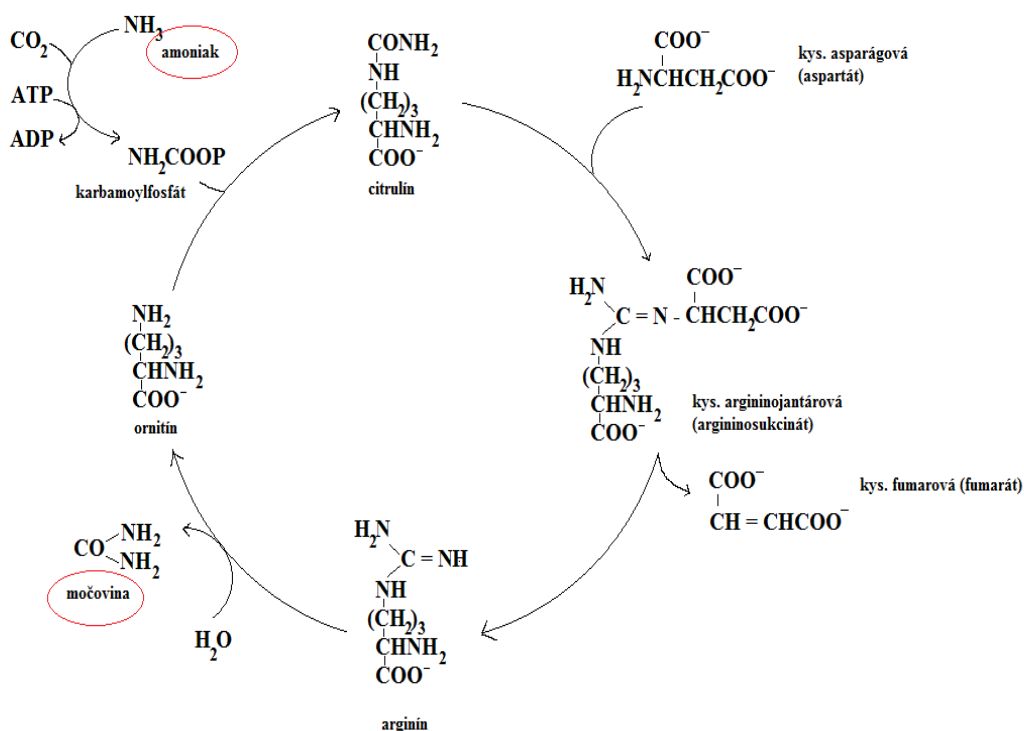 CO₂
NH₃
amoniak
ATP
ADP
NH₂COOP
karbamoylfosfát
CONH₂
NH
(CH₂)₃
CHNH₂
COO⁻
citrulín
COO⁻
H₂NCHCH₂COO⁻
kys. asparágová
(aspartát)
H₂N
C = N - CHCH₂COO⁻
COO⁻
NH
(CH₂)₃
CHNH₂
COO⁻
kys. argininojantárová
(argininosukcinát)
COO⁻
CH = CHCOO⁻
kys. fumarová (fumarát)
H₂N
C = NH
NH
(CH₂)₃
CHNH₂
COO⁻
arginín
H₂O
CO
NH₂
NH₂
močovina
NH₂
(CH₂)₃
CHNH₂
COO⁻
ornitín